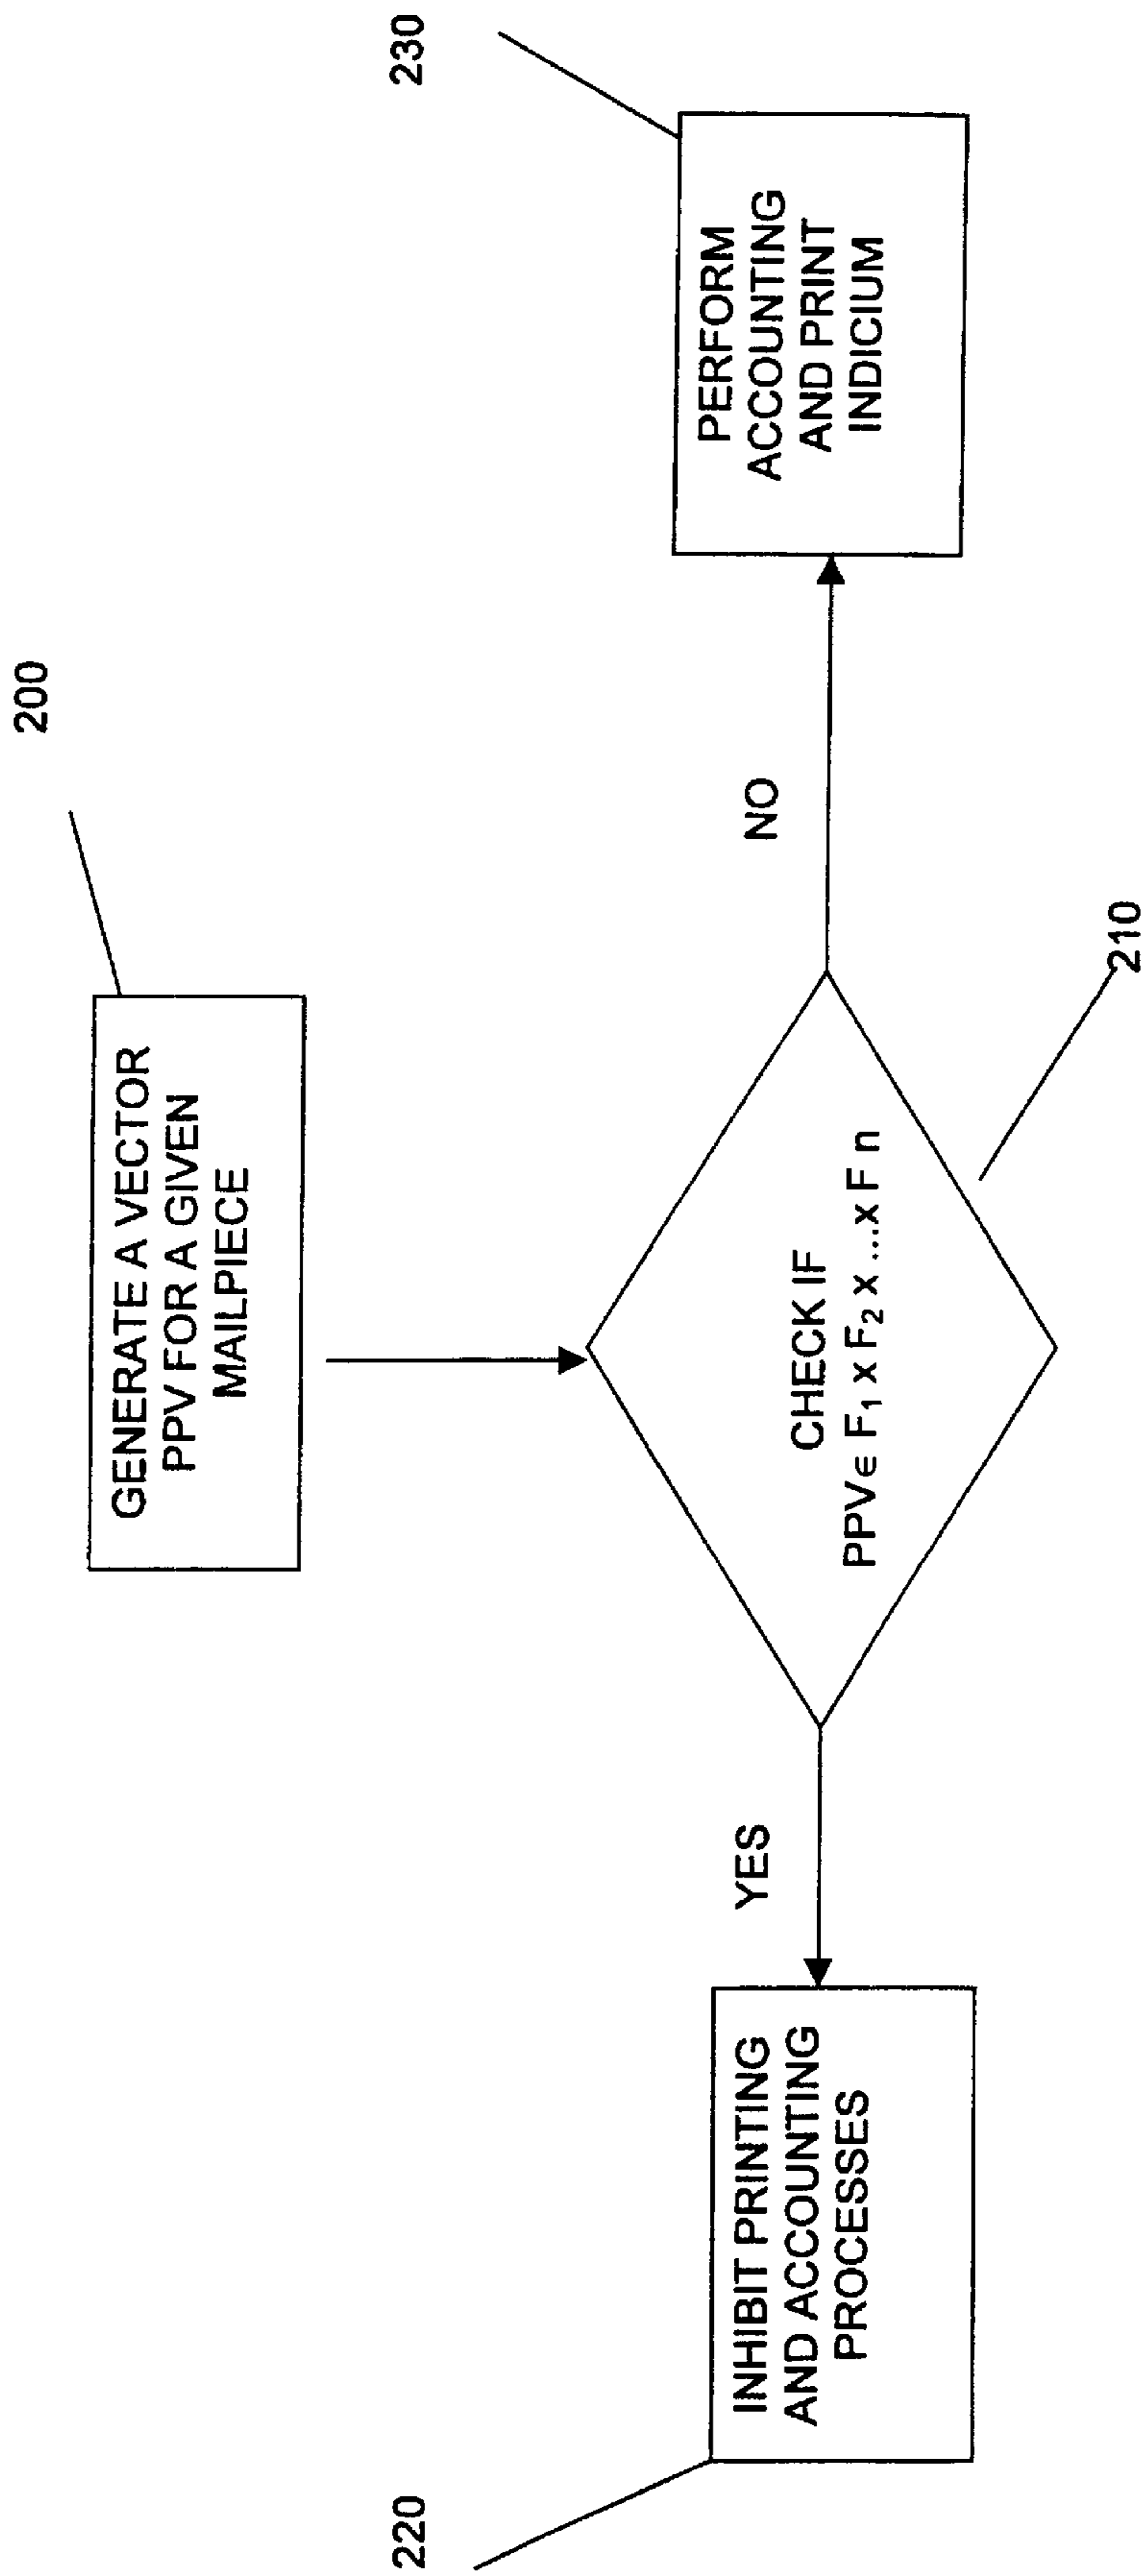 200
GENERATE A VECTOR
PPV FOR A GIVEN
MAILPIECE
CHECK IF
PPV ∈ F₁ x F₂ x ...x F n
210
YES
NO
220
INHIBIT PRINTING
AND ACCOUNTING
PROCESSES
230
PERFORM
ACCOUNTING
AND PRINT
INDICIUM